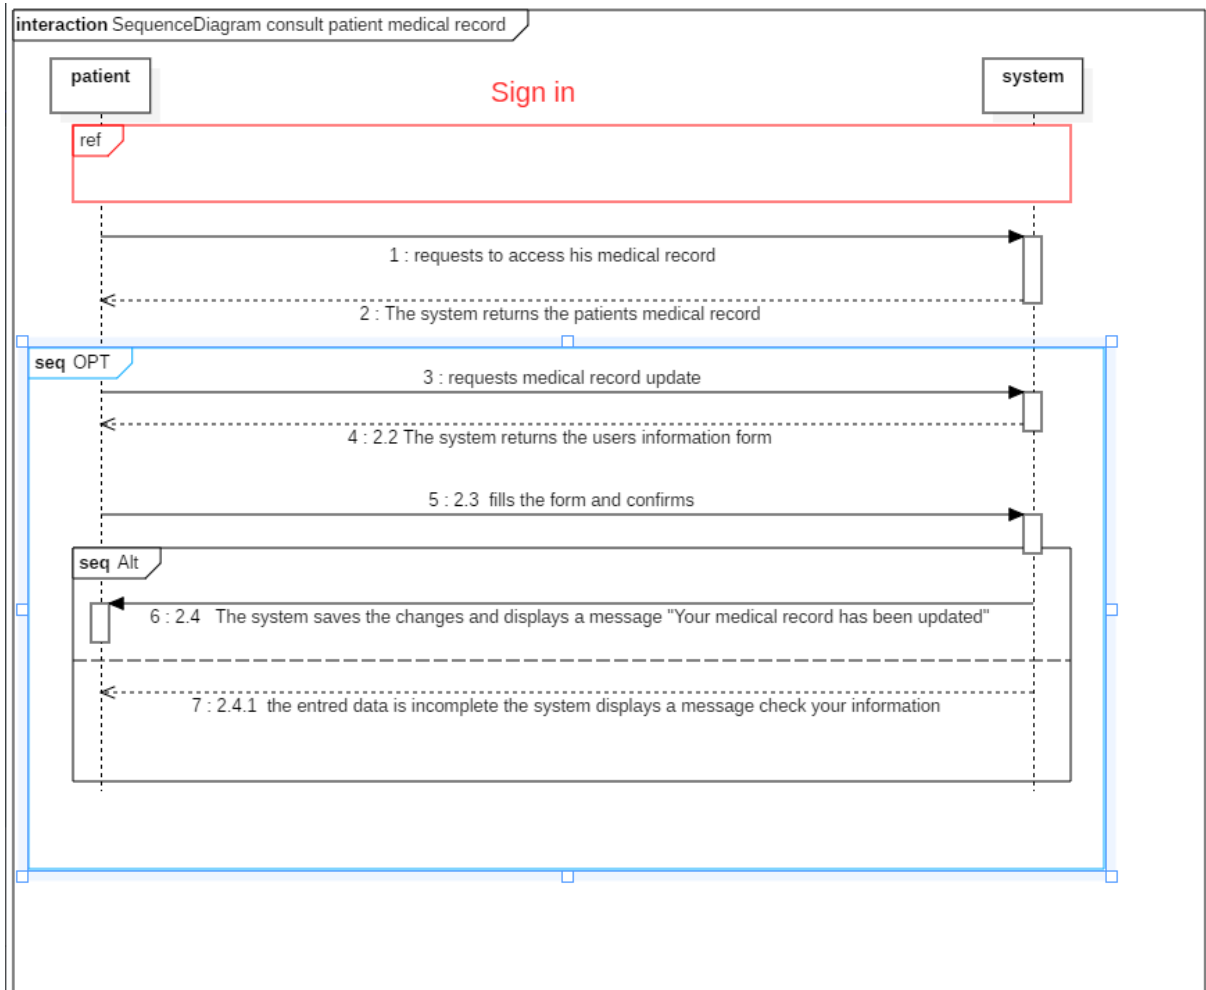 interaction SequenceDiagram consult patient medical record
patient
Sign in
system
ref
1 : requests to access his medical record
2 : The system returns the patients medical record
seq OPT
3 : requests medical record update
4 : 2.2 The system returns the users information form
5 : 2.3 fills the form and confirms
seq Alt
6 : 2.4 The system saves the changes and displays a message "Your medical record has been updated"
7 : 2.4.1 the entred data is incomplete the system displays a message check your information